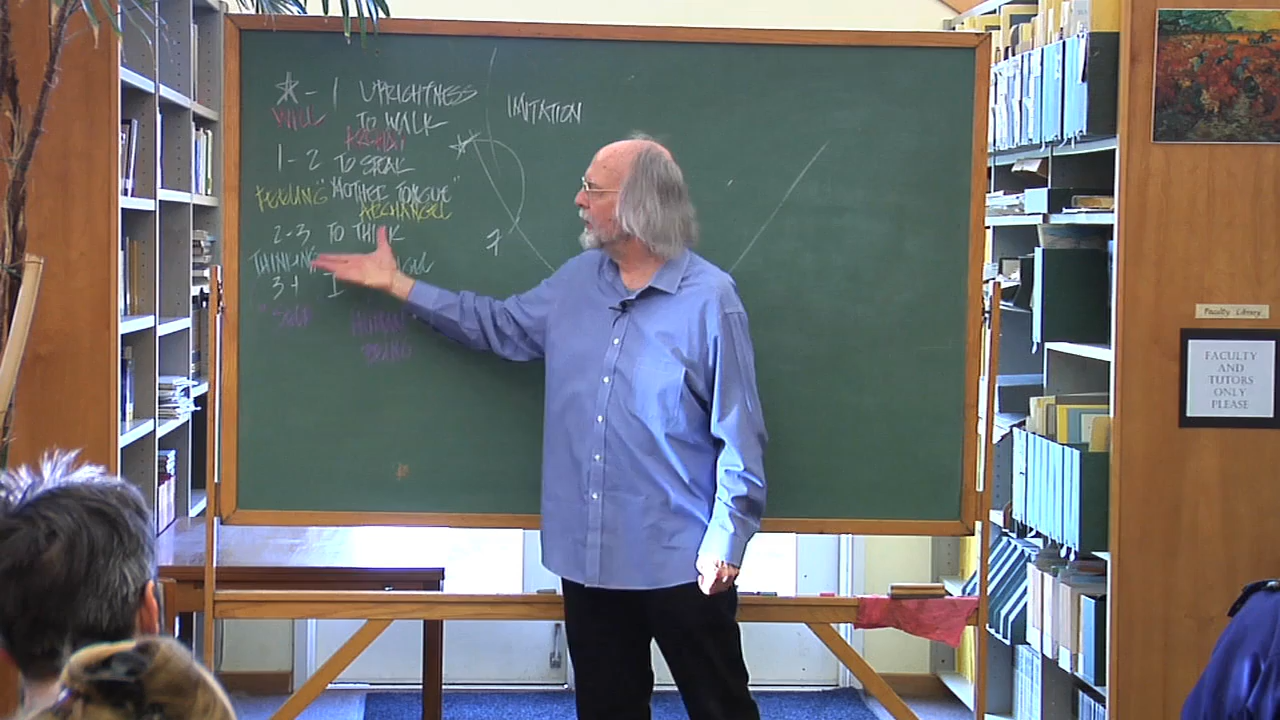 ☆ - 1 UPRIGHTNESS
WILL TO WALK
1 - 2 TO SPEAK
FEELING "MOTHER TONGUE"
ARCHANGEL
2 - 3 TO THINK
THINKING
3+ I
"SELF HUMAN
BEING
IMITATION
☆
7
Faculty Library
FACULTY
AND
TUTORS
ONLY
PLEASE